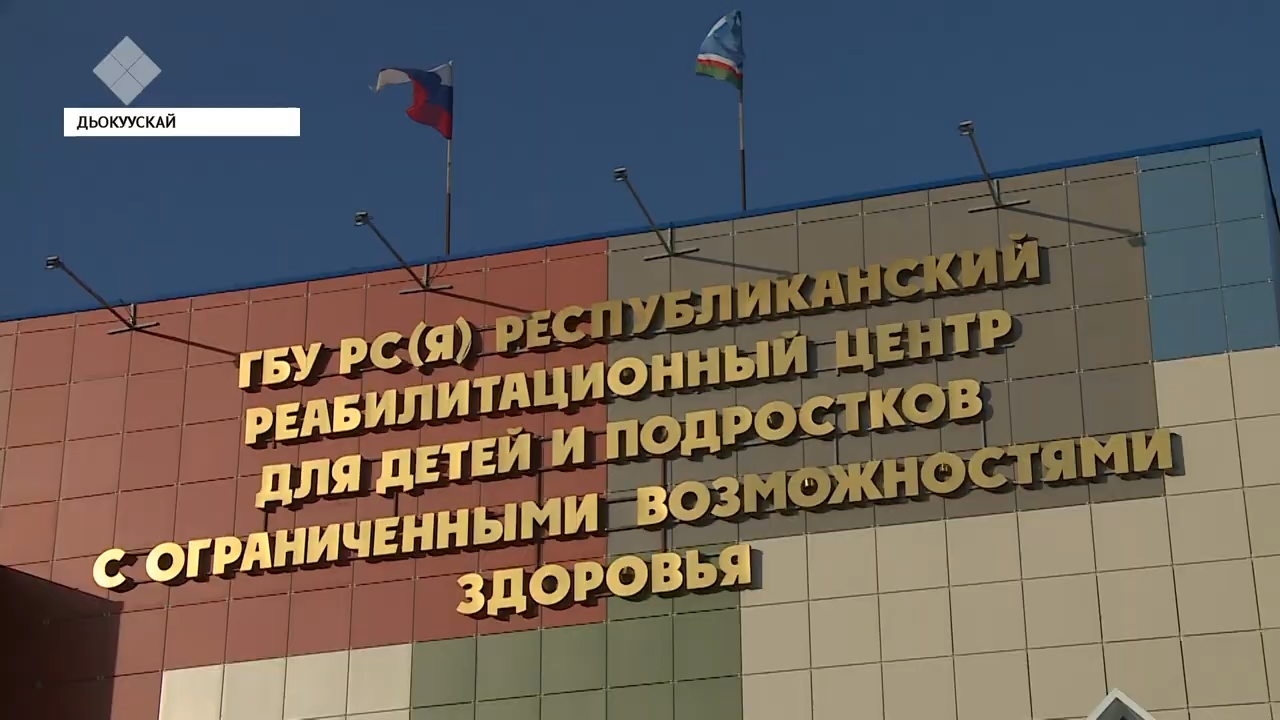 ДЬОКУУСКАЙ
ГБУ РС(Я) РЕСПУБЛИКАНСКИЙ
РЕАБИЛИТАЦИОННЫЙ ЦЕНТР
ДЛЯ ДЕТЕЙ И ПОДРОСТКОВ
С ОГРАНИЧЕННЫМИ ВОЗМОЖНОСТЯМИ
ЗДОРОВЬЯ